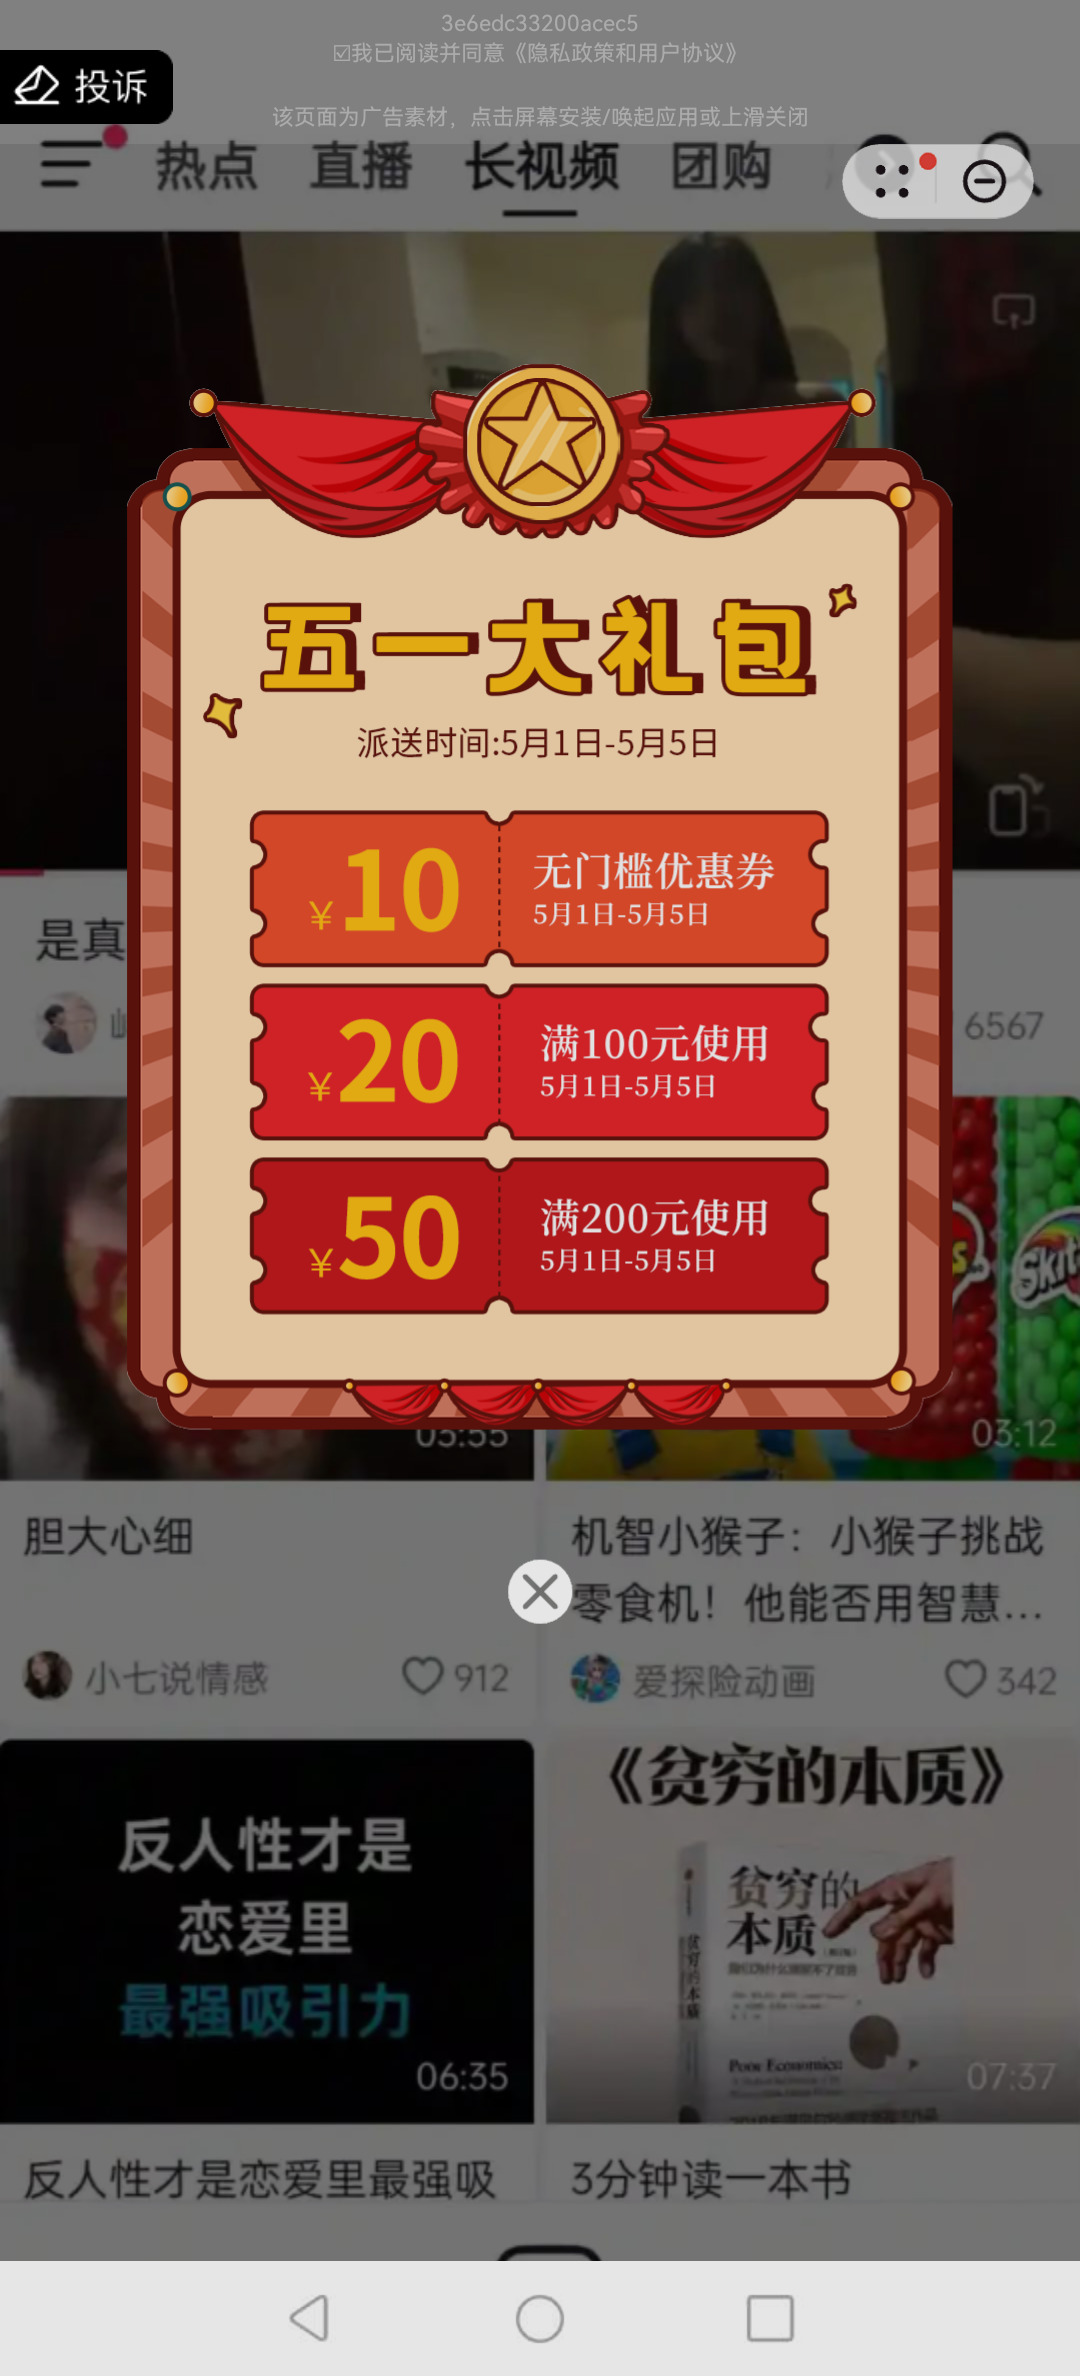 3e6edc33200acec5
☑我已阅读并同意《隐私政策和用户协议》
投诉
该页面为广告素材，点击屏幕安装/唤起应用或上滑关闭
热点 直播 长视频 团购
五一大礼包
派送时间:5月1日-5月5日
¥10
无门槛优惠券
5月1日-5月5日
是真
6567
¥20
满100元使用
5月1日-5月5日
¥50
满200元使用
5月1日-5月5日
Skit
03:55
03:12
胆大心细
机智小猴子：小猴子挑战
零食机！他能否用智慧...
小七说情感
912
爱探险动画
342
反人性才是
恋爱里
最强吸引力
06:35
《贫穷的本质》
贫穷的
本质
贫穷的本质
Poor Economics:
07:37
反人性才是恋爱里最强吸
3分钟读一本书